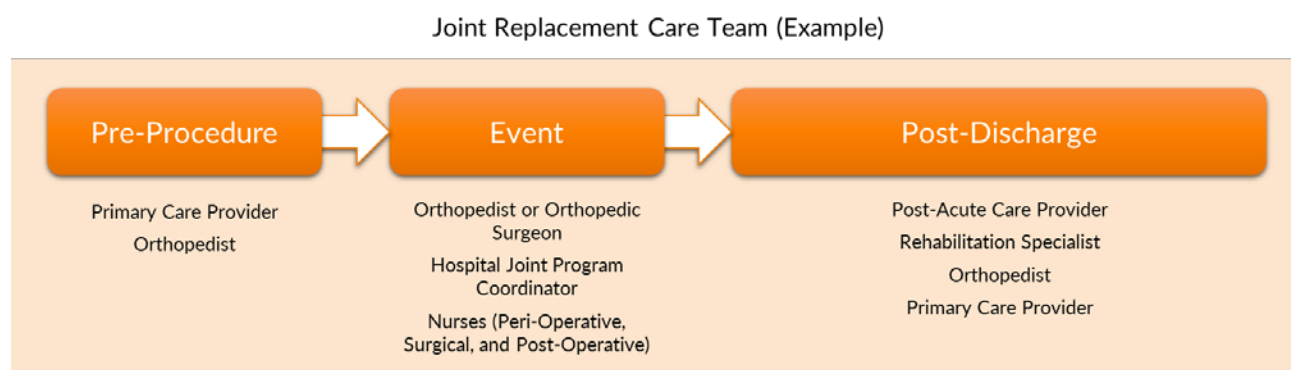 Joint Replacement Care Team (Example)
Pre-Procedure
Event
Post-Discharge
Primary Care Provider
Orthopedist
Orthopedist or Orthopedic
Surgeon
Hospital Joint Program
Coordinator
Nurses (Peri-Operative,
Surgical, and Post-Operative)
Post-Acute Care Provider
Rehabilitation Specialist
Orthopedist
Primary Care Provider